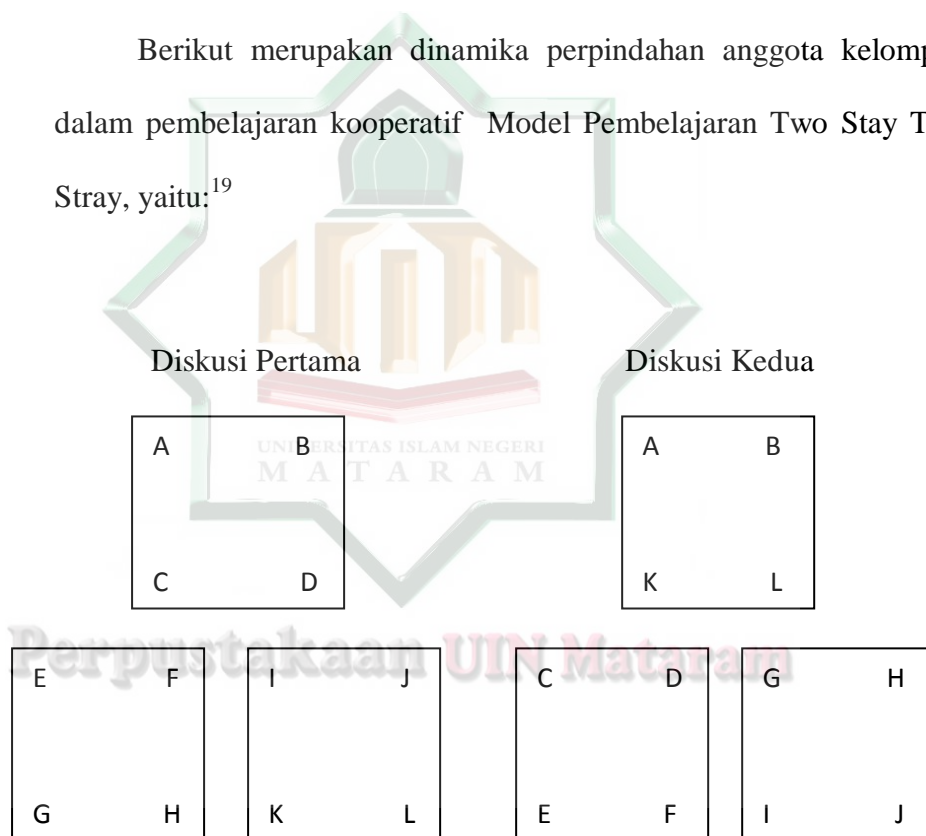 Berikut merupakan dinamika perpindahan anggota kelomp
dalam pembelajaran kooperatif Model Pembelajaran Two Stay T
Stray, yaitu:19
Diskusi Pertama Diskusi Kedua
A B A B
UNIVERSITAS ISLAM NEGERI
MATARAM
C D K L
Perpustakaan UIN Mataram
E F I J C D G H
G H K L E F I J